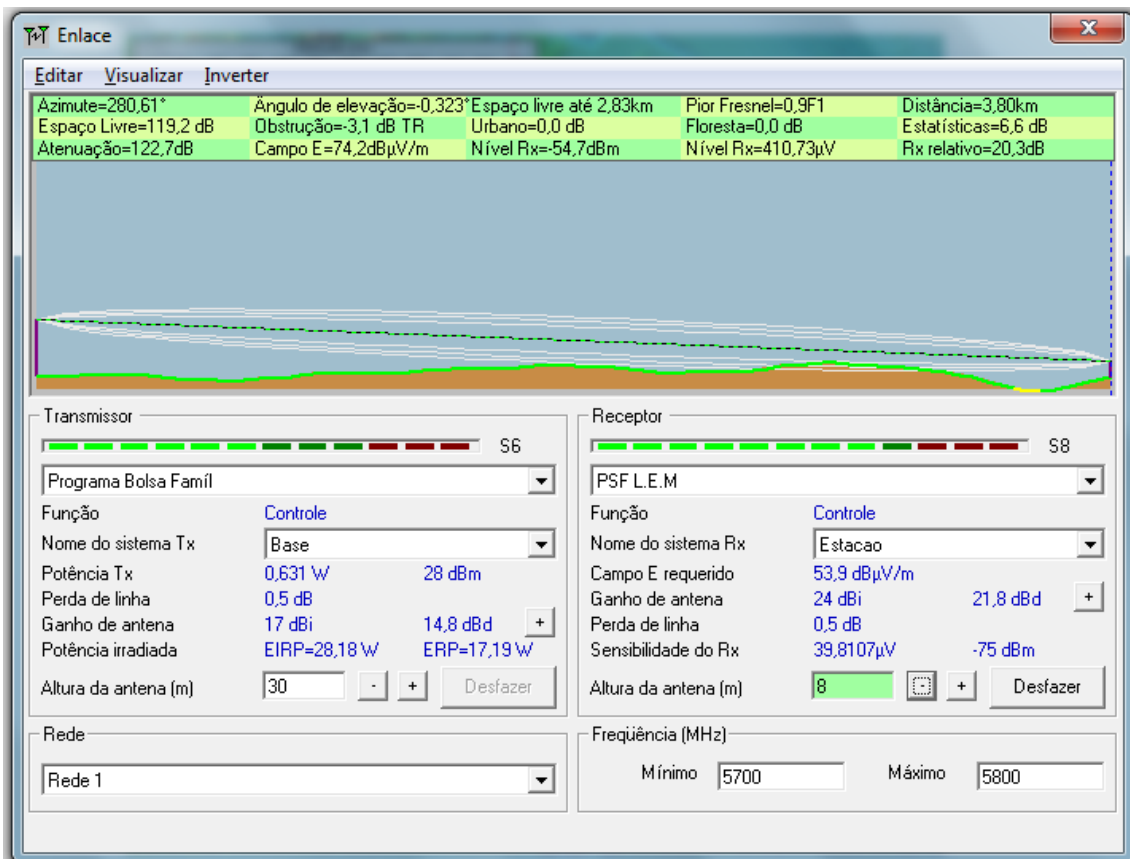 Enlace
Editar Visualizar Inverter
Azimute=280,61° Ângulo de elevação=-0,323° Espaço livre até 2,83km Pior Fresnel=0,9F1 Distância=3,80km
Espaço Livre=119,2 dB Obstrução=-3,1 dB TR Urbano=0,0 dB Floresta=0,0 dB Estatísticas=6,6 dB
Atenuação=122,7dB Campo E=74,2dBµV/m Nível Rx=-54,7dBm Nível Rx=410,73µV Rx relativo=20,3dB
Transmissor
S6
Programa Bolsa Famíl
Função Controle
Nome do sistema Tx Base
Potência Tx 0,631 W 28 dBm
Perda de linha 0,5 dB
Ganho de antena 17 dBi 14,8 dBd +
Potência irradiada EIRP=28,18 W ERP=17,19 W
Altura da antena (m) 30 - + Desfazer
Receptor
S8
PSF L.E.M
Função Controle
Nome do sistema Rx Estacao
Campo E requerido 53,9 dBµV/m
Ganho de antena 24 dBi 21,8 dBd +
Perda de linha 0,5 dB
Sensibilidade do Rx 39,8107µV -75 dBm
Altura da antena (m) 8 - + Desfazer
Rede
Rede 1
Freqüência (MHz)
Mínimo 5700 Máximo 5800